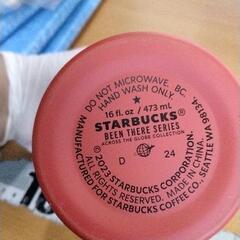 DO NOT MICROWAVE BC.
HAND WASH ONLY.
★
16 fl. oz / 473 mL
STARBUCKS®
BEEN THERE SERIES
ACROSS THE GLOBE COLLECTION
D 24
© 2023 STARBUCKS CORPORATION.
ALL RIGHTS RESERVED. MADE IN CHINA.
MANUFACTURED FOR STARBUCKS COFFEE CO., SEATTLE WA 98134.